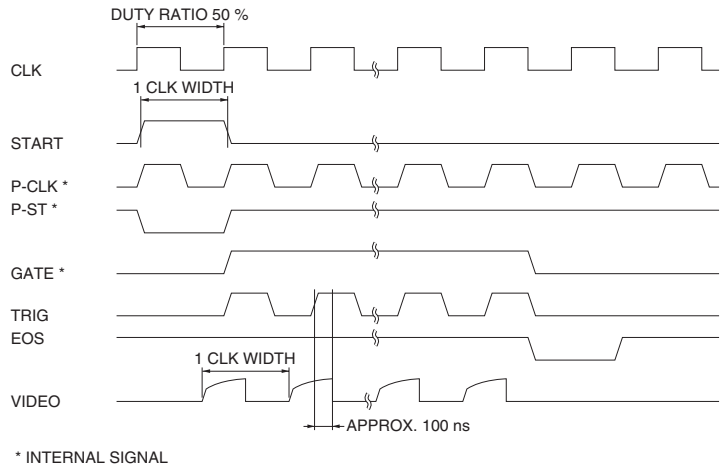 DUTY RATIO 50 %
CLK
1 CLK WIDTH
START
P-CLK *
P-ST *
GATE *
TRIG
EOS
1 CLK WIDTH
VIDEO
APPROX. 100 ns
* INTERNAL SIGNAL